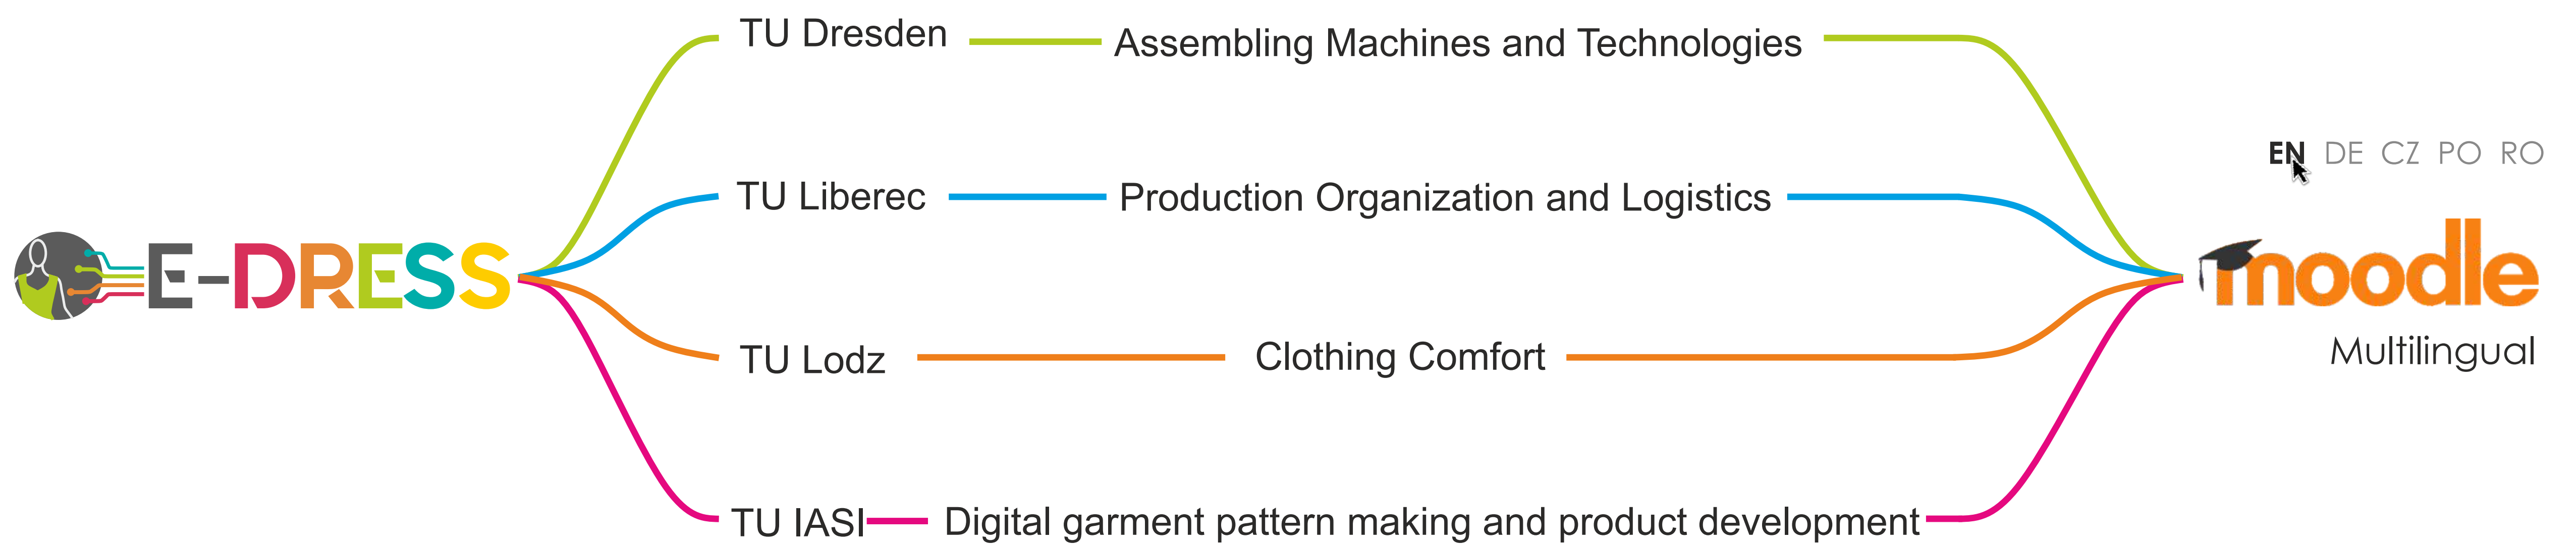 E-DRESS
TU Dresden
Assembling Machines and Technologies
TU Liberec
Production Organization and Logistics
TU Lodz
Clothing Comfort
TU IASI
Digital garment pattern making and product development
EN DE CZ PO RO
moodle
Multilingual